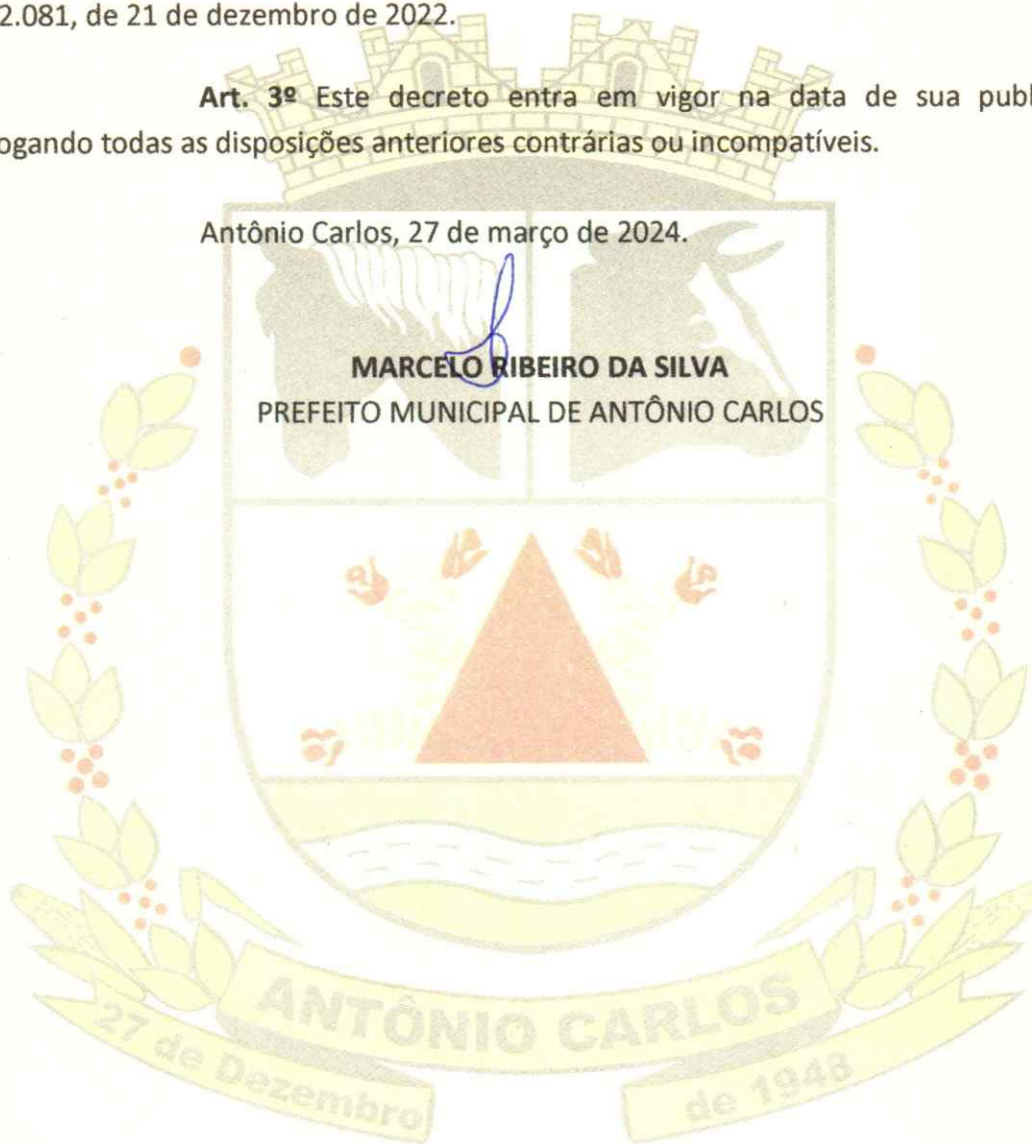 2.081, de 21 de dezembro de 2022.
Art. 3º Este decreto entra em vigor na data de sua publ
ogando todas as disposições anteriores contrárias ou incompatíveis.
Antônio Carlos, 27 de março de 2024.
MARCELO RIBEIRO DA SILVA
PREFEITO MUNICIPAL DE ANTÔNIO CARLOS
ANTÔNIO CARLOS
27 de Dezembro
de 1948